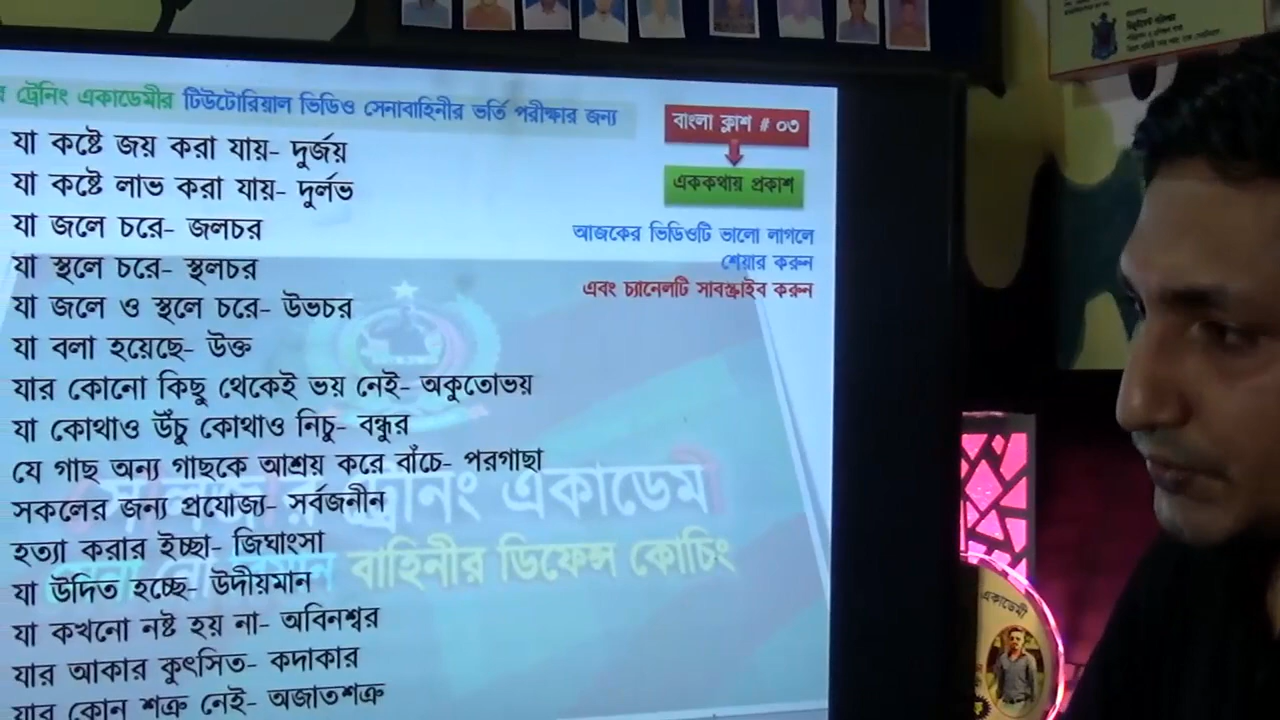 ট্রেনিং একাডেমীর টিউটোরিয়াল ভিডিও সেনাবাহিনীর ভর্তি পরীক্ষার জন্য
বাংলা ক্লাশ # ০৩
এককথায় প্রকাশ
আজকের ভিডিওটি ভালো লাগলে
শেয়ার করুন
এবং চ্যানেলটি সাবস্ক্রাইব করুন
যা কষ্টে জয় করা যায়- দুর্জয়
যা কষ্টে লাভ করা যায়- দুর্লভ
যা জলে চরে- জলচর
যা স্থলে চরে- স্থলচর
যা জলে ও স্থলে চরে- উভচর
যা বলা হয়েছে- উক্ত
যার কোনো কিছু থেকেই ভয় নেই- অকুতোভয়
যা কোথাও উঁচু কোথাও নিচু- বন্ধুর
যে গাছ অন্য গাছকে আশ্রয় করে বাঁচে- পরগাছা
সকলের জন্য প্রযোজ্য- সর্বজনীন
হত্যা করার ইচ্ছা- জিঘাংসা
যা উদিত হচ্ছে- উদীয়মান
যা কখনো নষ্ট হয় না- অবিনশ্বর
যার আকার কুৎসিত- কদাকার
যার কোন শত্রু নেই- অজাতশত্রু
ট্রেনিং একাডেমী
বাহিনীর ডিফেন্স কোচিং
একাডেমী